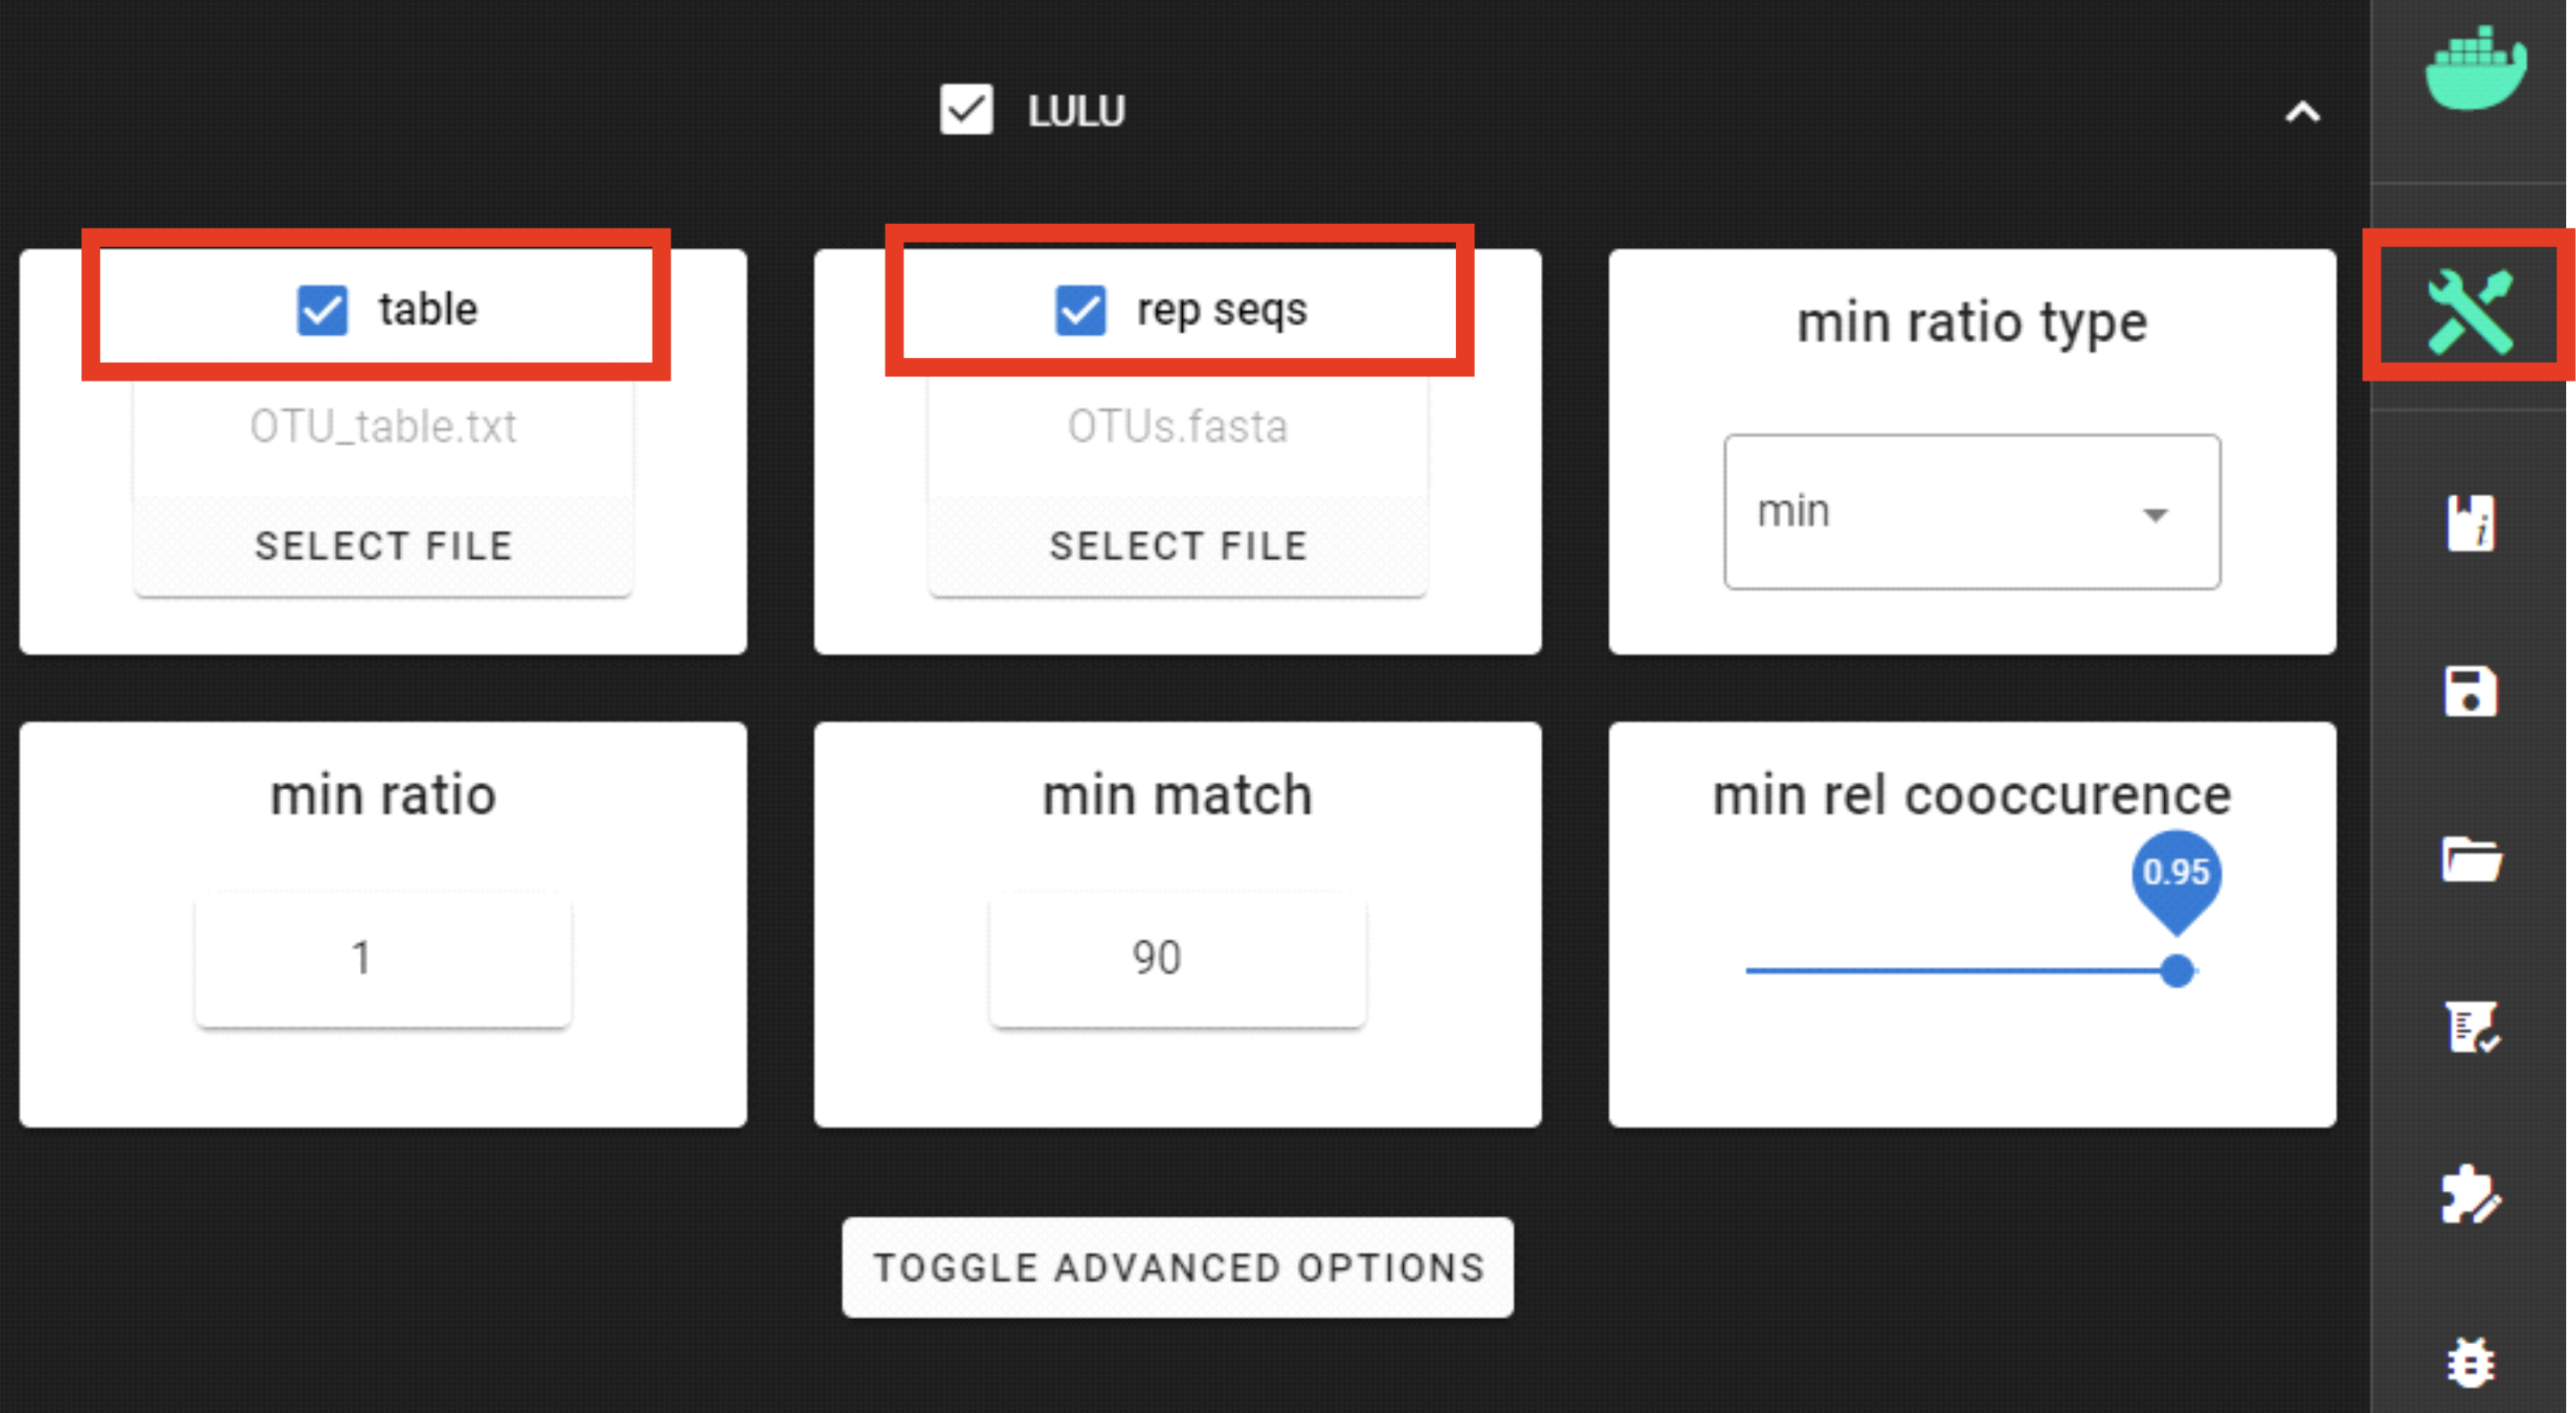 LULU
table
OTU_table.txt
SELECT FILE
rep seqs
OTUs.fasta
SELECT FILE
min ratio type
min
min ratio
1
min match
90
min rel cooccurence
0.95
TOGGLE ADVANCED OPTIONS
i